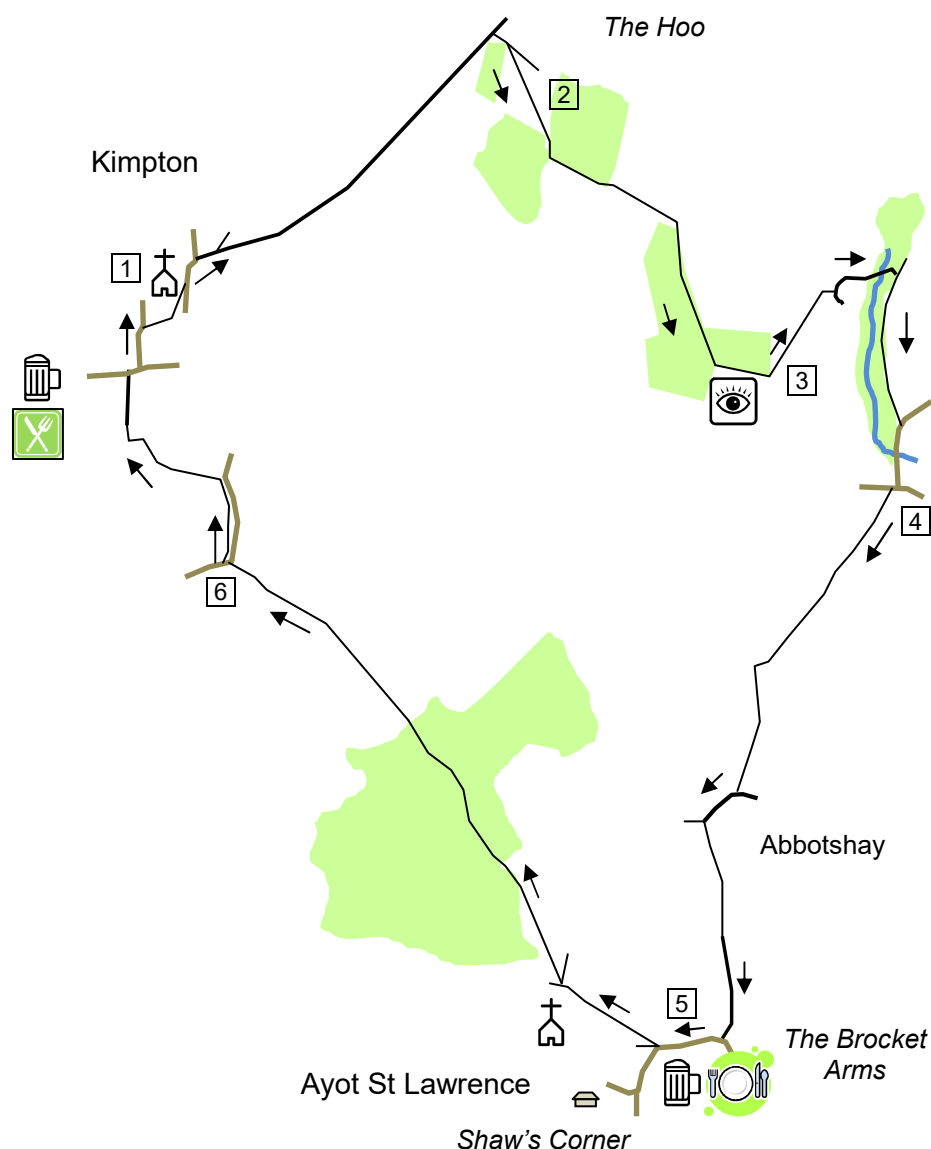 The Hoo
2
Kimpton
1
3
4
6
Abbotshay
5
The Brocket
Arms
Ayot St Lawrence
Shaw's Corner